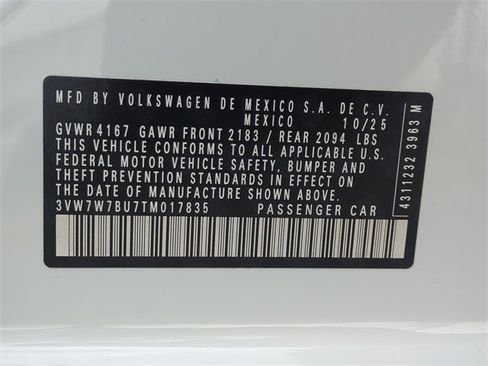 MFD BY VOLKSWAGEN DE MEXICO S.A. DE C.V.
MEXICO 10/25
GVWR 4167 GAWR FRONT 2183 / REAR 2094 LBS
THIS VEHICLE CONFORMS TO ALL APPLICABLE U.S.
FEDERAL MOTOR VEHICLE SAFETY, BUMPER, AND
THEFT PREVENTION STANDARDS IN EFFECT ON
THE DATE OF MANUFACTURE SHOWN ABOVE.
3VW7W7BU7TM017835 PASSENGER CAR
4311232 3963 M